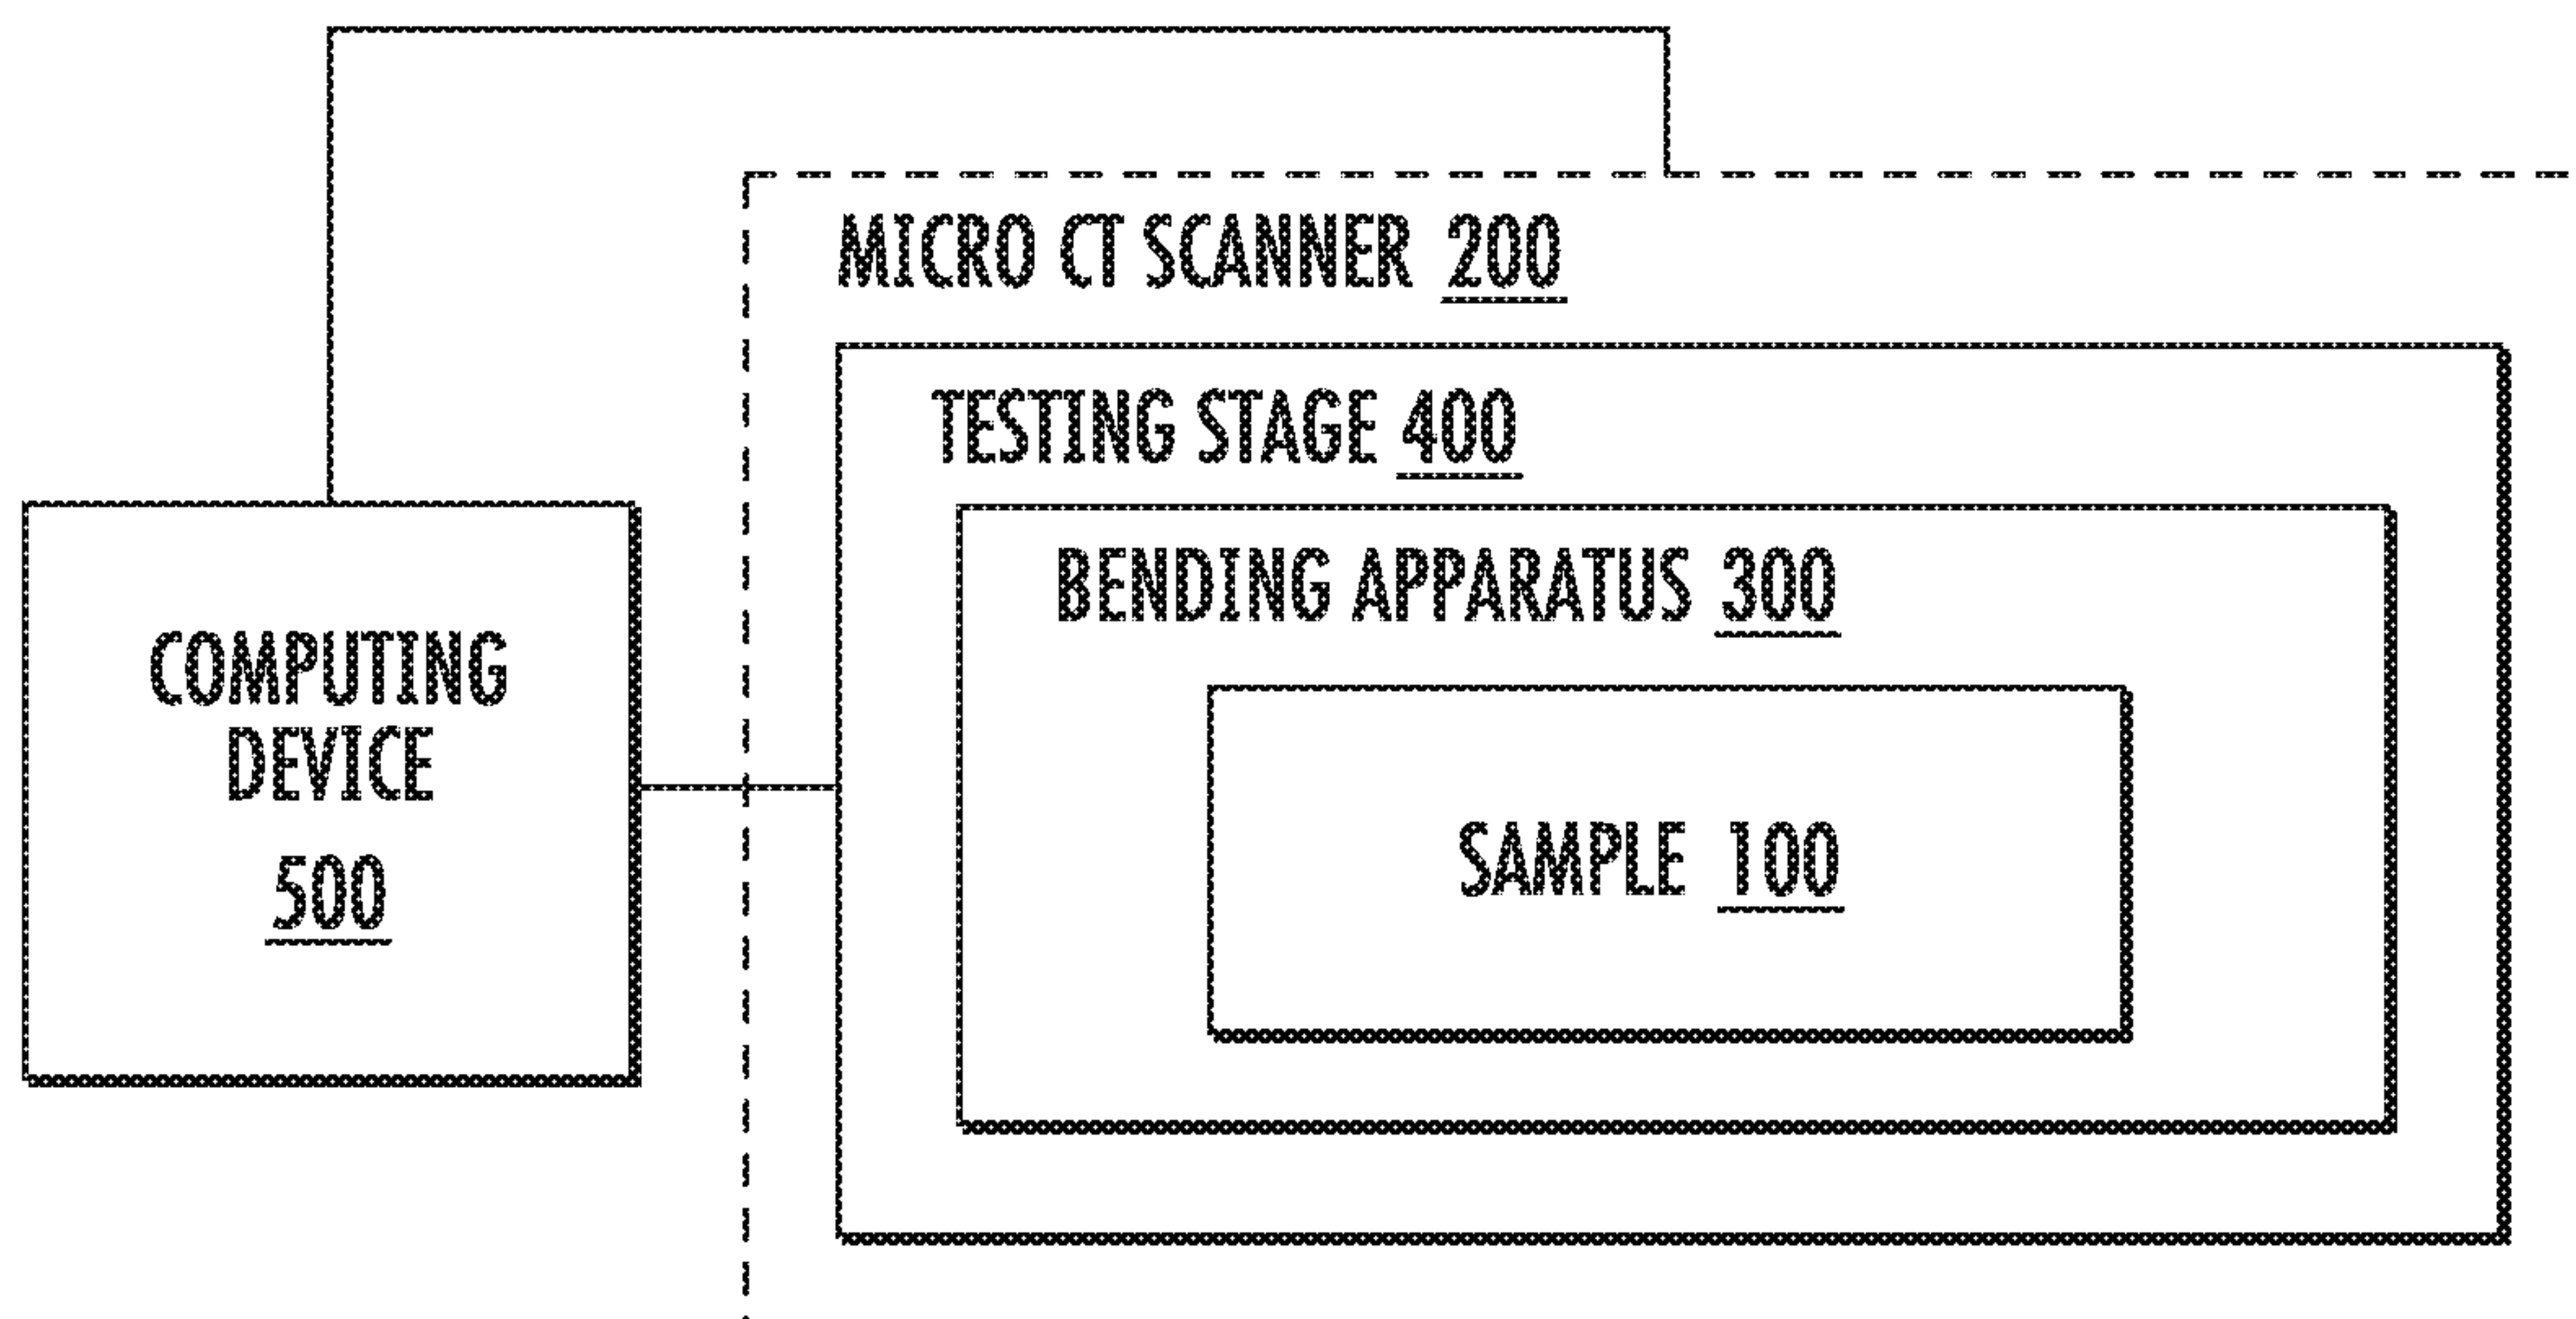 MICRO CT SCANNER 200
TESTING STAGE 400
BENDING APPARATUS 300
COMPUTING
DEVICE
500
SAMPLE 100